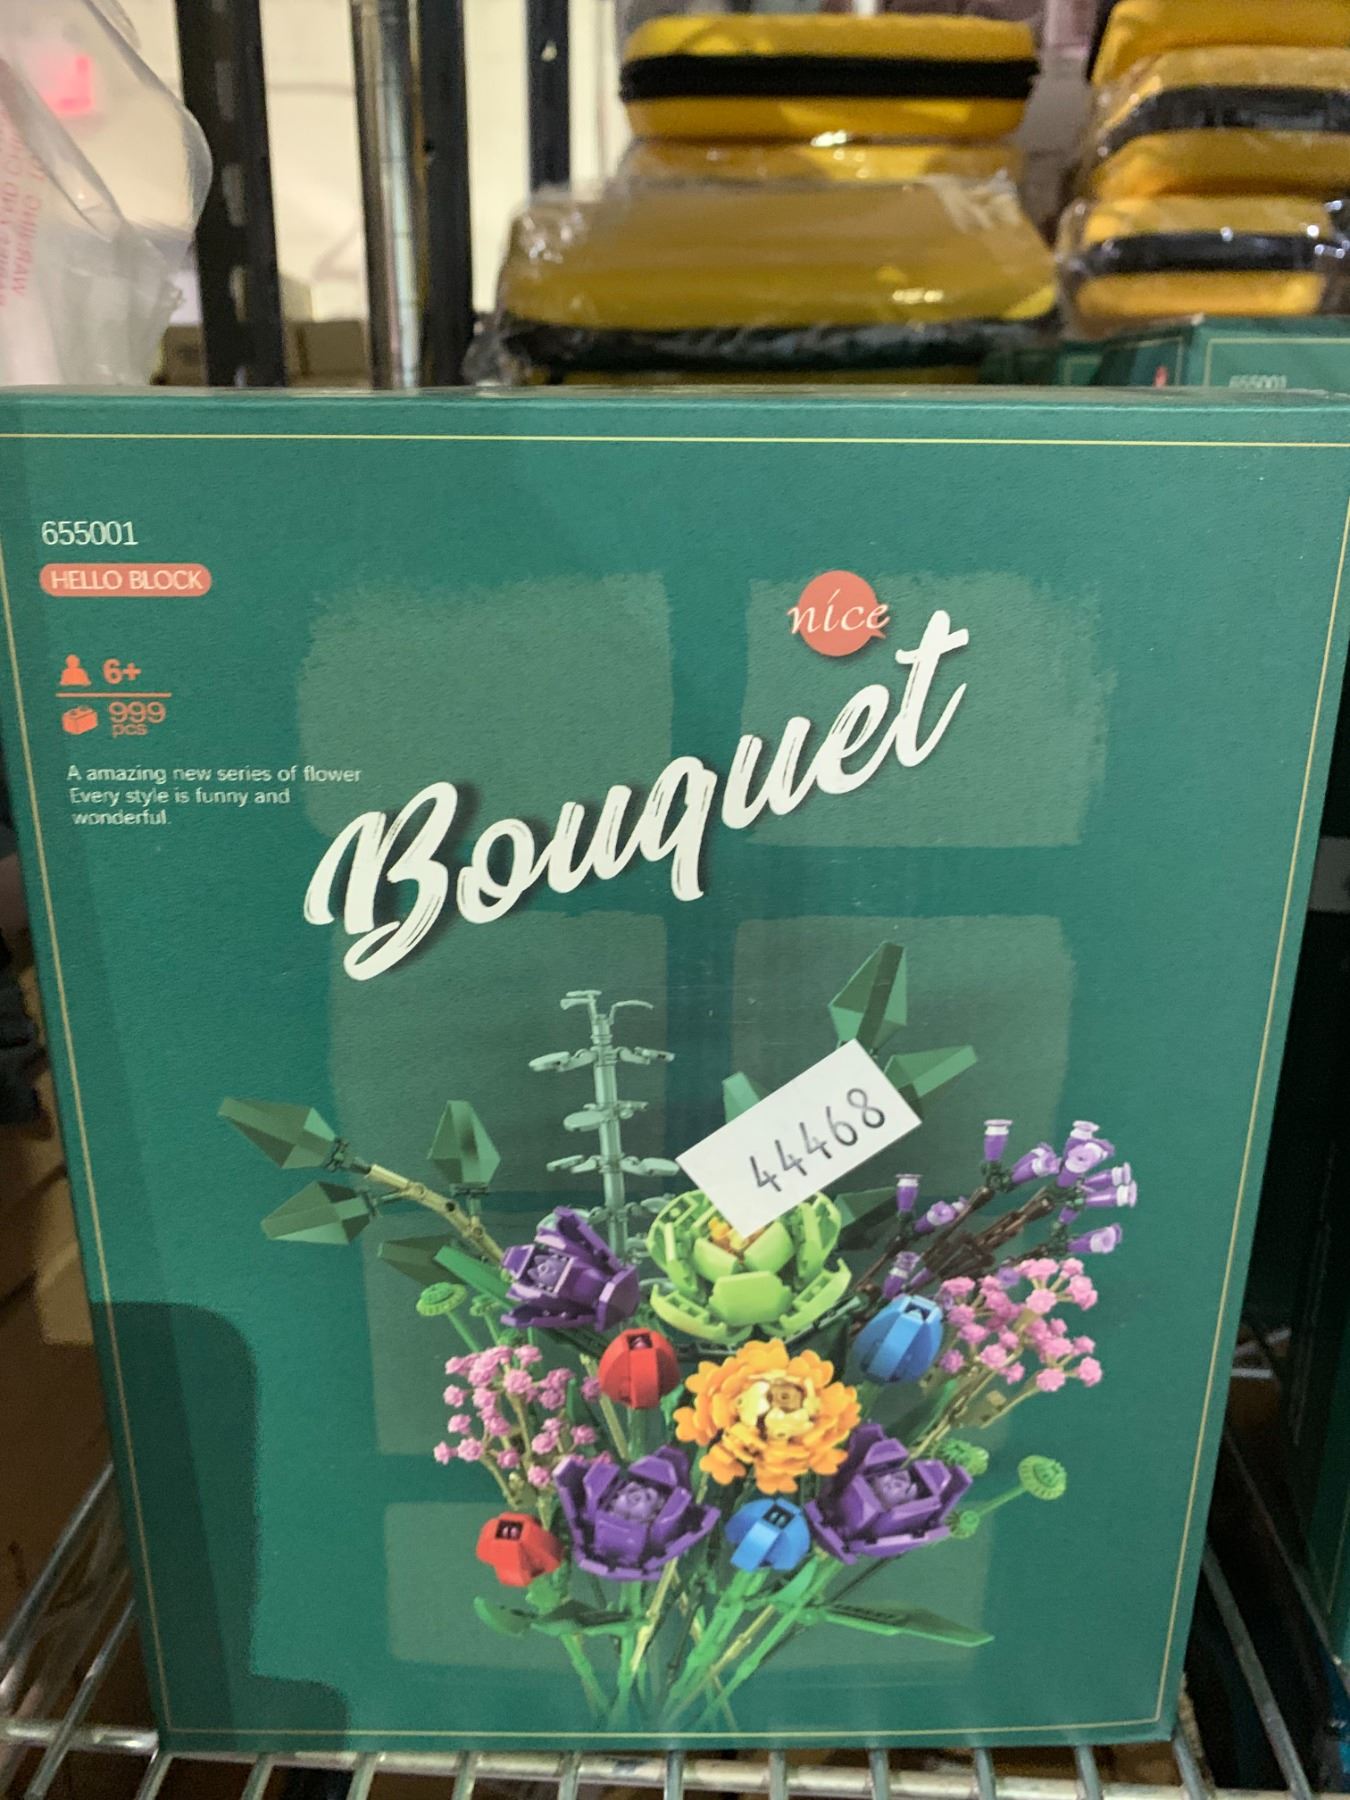 655001
655001
HELLO BLOCK
nice
6+
Bouquet
999
pcs
A amazing new series of flower
Every style is funny and
wonderful.
44468